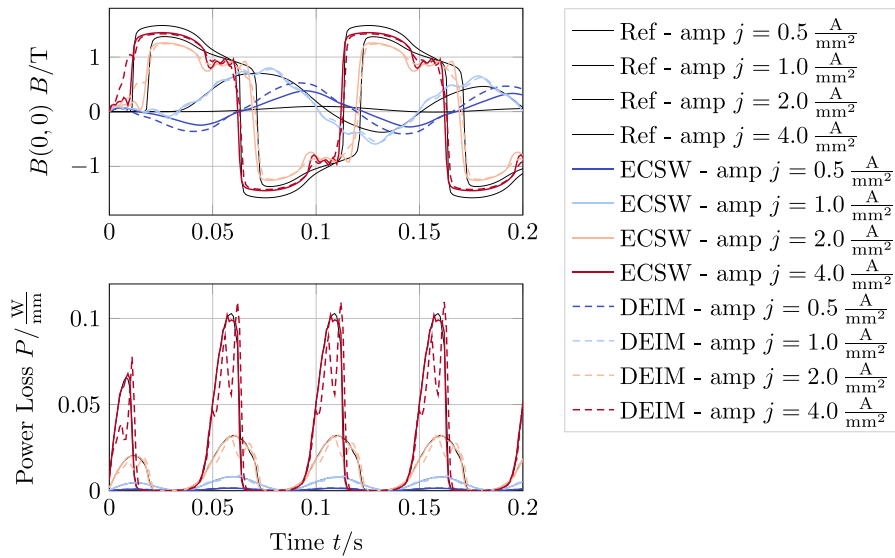 B(0,0) B/T
1
0
−1
0 0.05 0.1 0.15 0.2
Power Loss P/ W/mm
0.1
0.05
0
0 0.05 0.1 0.15 0.2
Time t/s
Ref - amp j = 0.5 A/mm²
Ref - amp j = 1.0 A/mm²
Ref - amp j = 2.0 A/mm²
Ref - amp j = 4.0 A/mm²
ECSW - amp j = 0.5 A/mm²
ECSW - amp j = 1.0 A/mm²
ECSW - amp j = 2.0 A/mm²
ECSW - amp j = 4.0 A/mm²
DEIM - amp j = 0.5 A/mm²
DEIM - amp j = 1.0 A/mm²
DEIM - amp j = 2.0 A/mm²
DEIM - amp j = 4.0 A/mm²